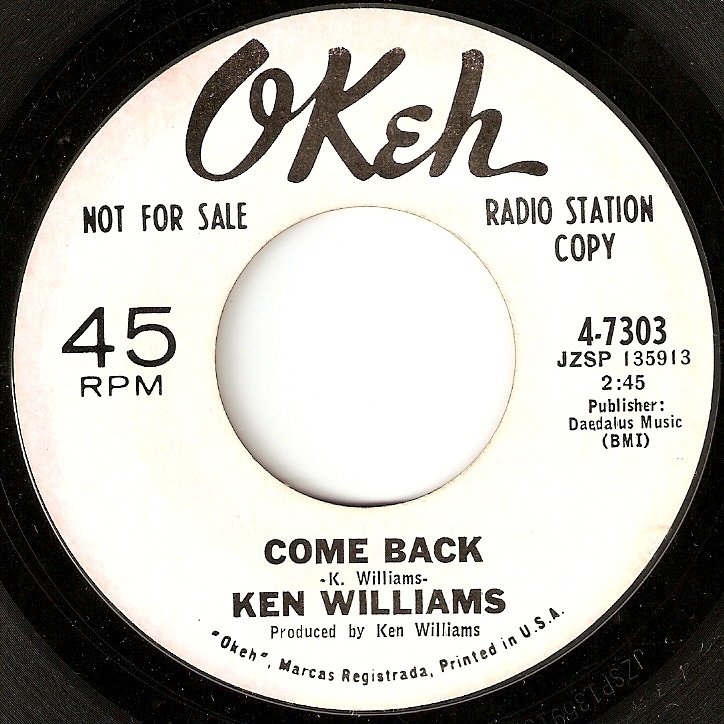 OKeh
NOT FOR SALE
RADIO STATION
COPY
45
RPM
4-7303
JZSP 135913
2:45
Publisher:
Daedalus Music
(BMI)
COME BACK
-K. Williams-
KEN WILLIAMS
Produced by Ken Williams
"Okeh", Marcas Registrada, Printed in U.S.A.